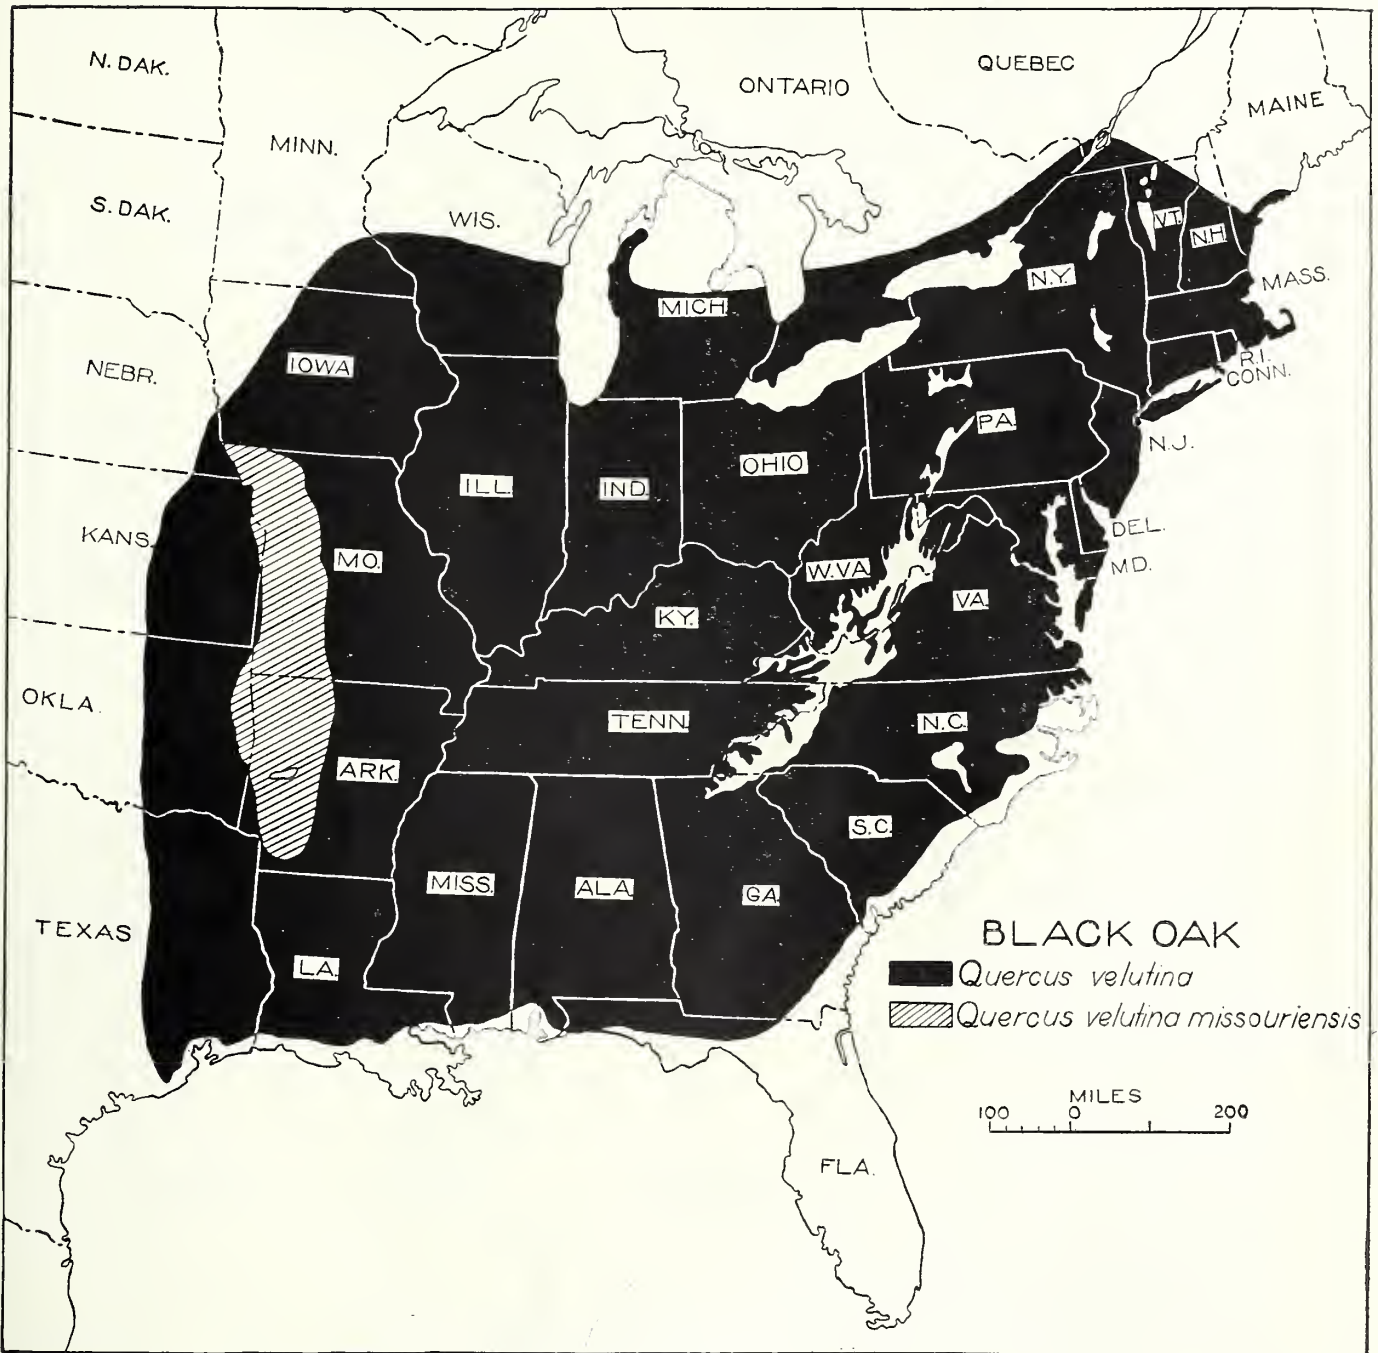 N. DAK.
QUEBEC
ONTARIO
MAINE
MINN.
S. DAK.
WIS.
VT.
N.H.
N.Y.
MASS.
MICH.
IOWA
R.I.
NEBR.
CONN.
PA.
N.J.
OHIO
ILL.
IND.
KANS.
DEL.
MO.
W.VA.
MD.
VA.
KY.
OKLA.
TENN.
N.C.
ARK.
S.C.
MISS.
ALA.
GA.
TEXAS
BLACK OAK
LA.
Quercus velutina
Quercus velutina missouriensis
MILES
100 0 200
FLA.